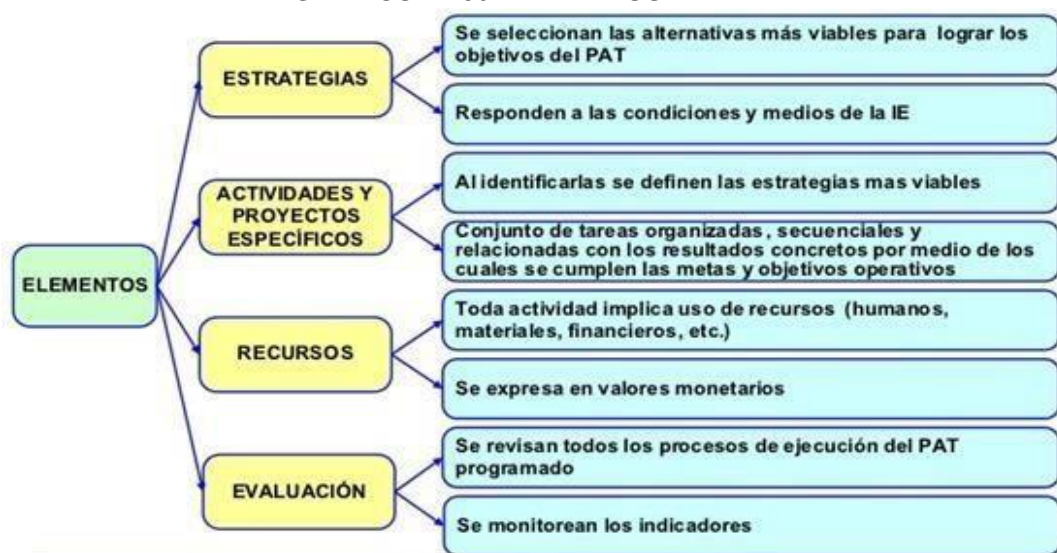 ELEMENTOS
ESTRATEGIAS
Se seleccionan las alternativas más viables para lograr los
objetivos del PAT
Responden a las condiciones y medios de la IE
ACTIVIDADES Y
PROYECTOS
ESPECÍFICOS
Al identificarlas se definen las estrategias mas viables
Conjunto de tareas organizadas, secuenciales y
relacionadas con los resultados concretos por medio de los
cuales se cumplen las metas y objetivos operativos
RECURSOS
Toda actividad implica uso de recursos (humanos,
materiales, financieros, etc.)
Se expresa en valores monetarios
EVALUACIÓN
Se revisan todos los procesos de ejecución del PAT
programado
Se monitorean los indicadores